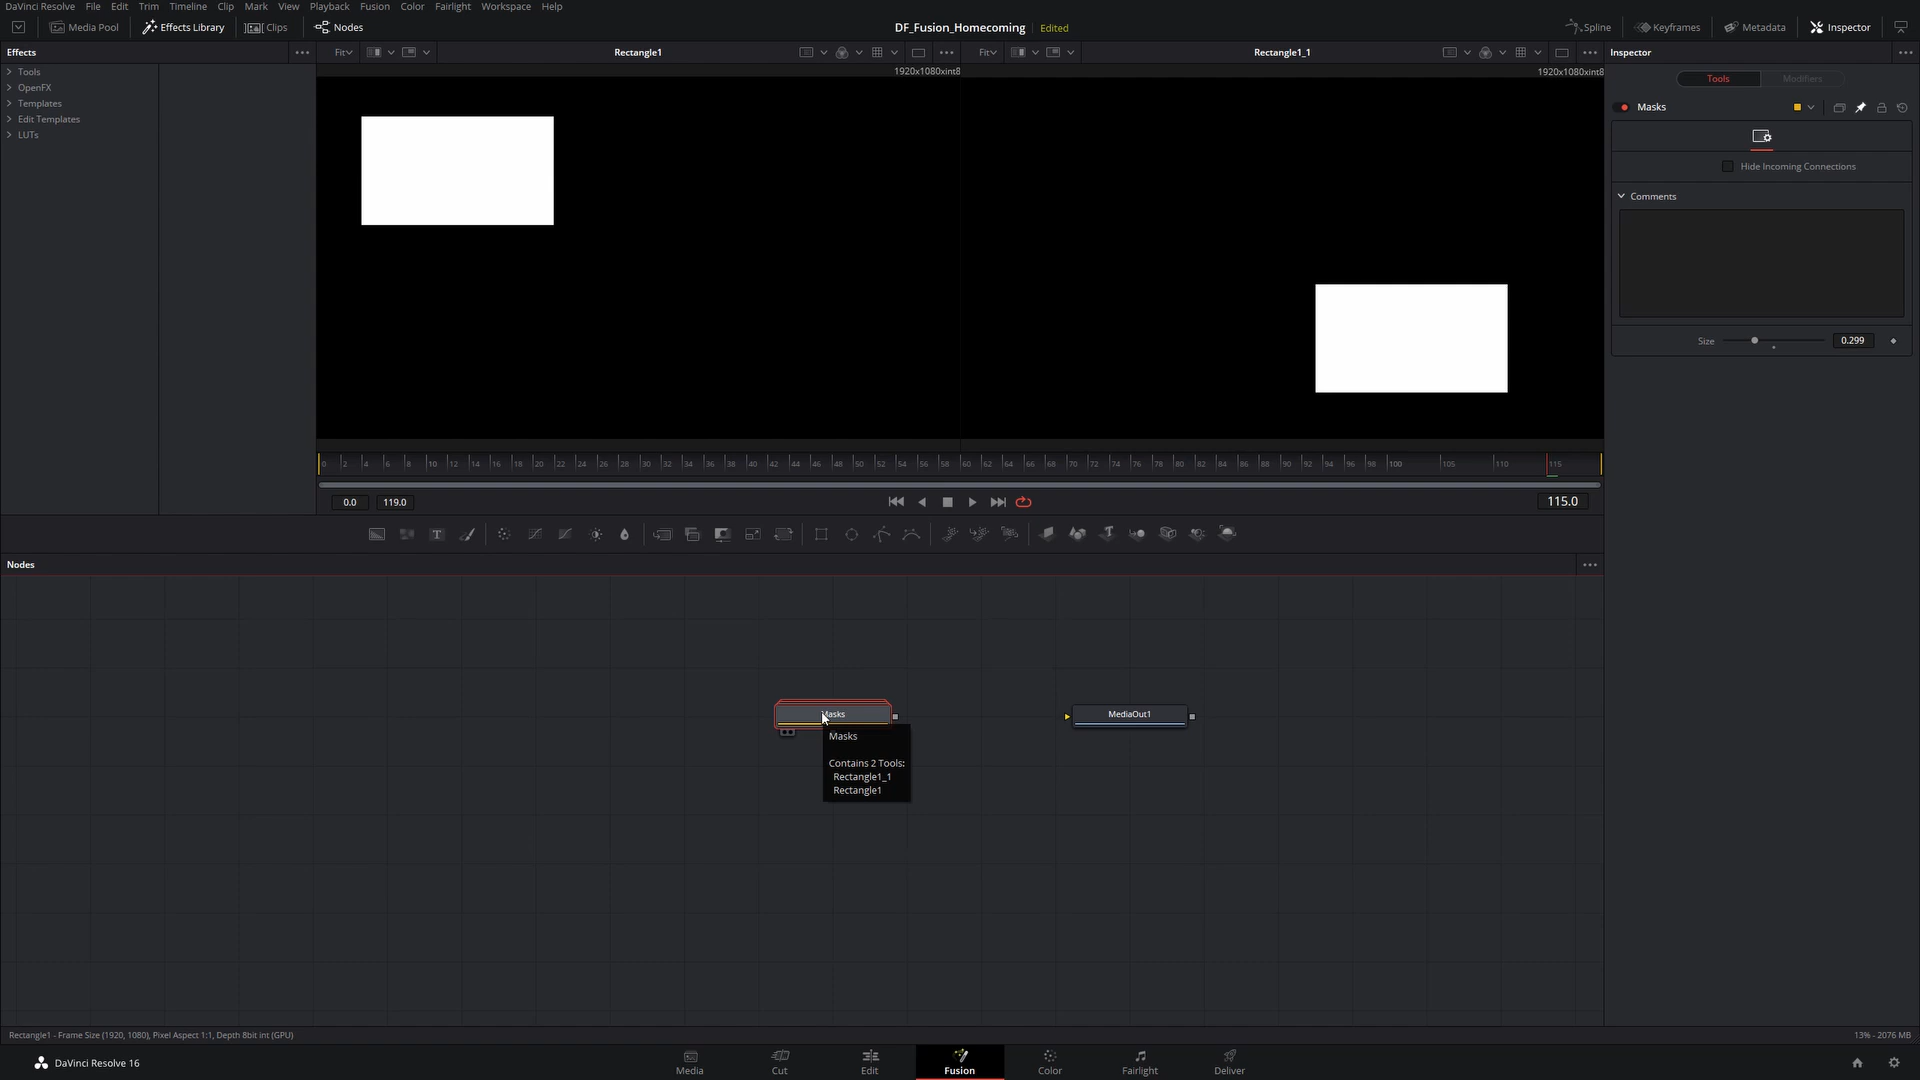 DaVinci Resolve File Edit Trim Timeline Clip Mark View Playback Fusion Color Fairlight Workspace Help
Media Pool Effects Library Clips Nodes DF_Fusion_Homecoming Edited Spline Keyframes Metadata Inspector
Effects Fit Rectangle1 Fit Rectangle1_1 Inspector
1920x1080xint8 1920x1080xint8
Tools
OpenFX
Templates
Edit Templates
LUTs
Tools Modifiers
Masks
Hide Incoming Connections
Comments
Size 0.299
0 2 4 6 8 10 12 14 16 18 20 22 24 26 28 30 32 34 36 38 40 42 44 46 48 50 52 54 56 58 60 62 64 66 68 70 72 74 76 78 80 82 84 86 88 90 92 94 96 98 100 105 110 115
0.0 119.0 115.0
T
Nodes
Masks MediaOut1
Masks
Contains 2 Tools:
Rectangle1_1
Rectangle1
Rectangle1 - Frame Size (1920, 1080), Pixel Aspect 1:1, Depth 8bit int (GPU) 13% - 2076 MB
DaVinci Resolve 16 Media Cut Edit Fusion Color Fairlight Deliver